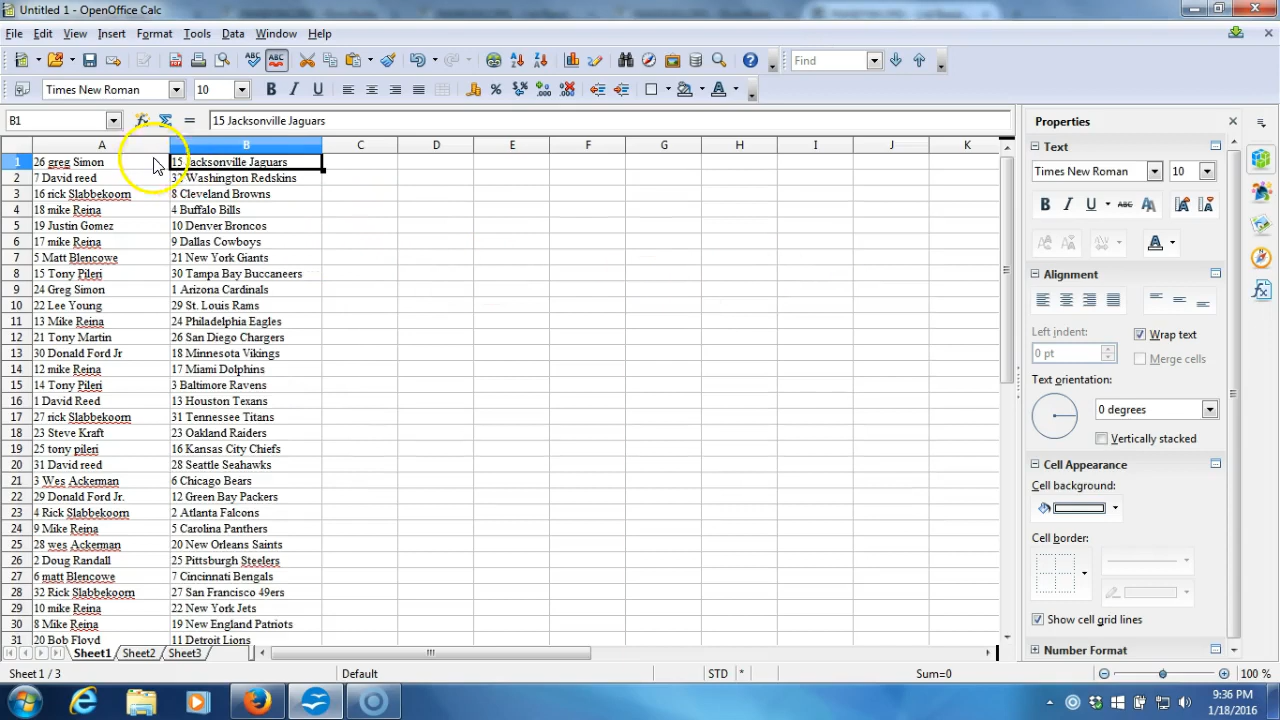 Untitled 1 - OpenOffice Calc
File Edit View Insert Format Tools Data Window Help
Find
Times New Roman 10
B1 15 Jacksonville Jaguars
A B C D E F G H I J K
1 26 greg Simon 15 Jacksonville Jaguars
2 7 David reed 32 Washington Redskins
3 16 rick Slabbekoorn 8 Cleveland Browns
4 18 mike Reina 4 Buffalo Bills
5 19 Justin Gomez 10 Denver Broncos
6 17 mike Reina 9 Dallas Cowboys
7 5 Matt Blencowe 21 New York Giants
8 15 Tony Pileri 30 Tampa Bay Buccaneers
9 24 Greg Simon 1 Arizona Cardinals
10 22 Lee Young 29 St. Louis Rams
11 13 Mike Reina 24 Philadelphia Eagles
12 21 Tony Martin 26 San Diego Chargers
13 30 Donald Ford Jr 18 Minnesota Vikings
14 12 mike Reina 17 Miami Dolphins
15 14 Tony Pileri 3 Baltimore Ravens
16 1 David Reed 13 Houston Texans
17 27 rick Slabbekoorn 31 Tennessee Titans
18 23 Steve Kraft 23 Oakland Raiders
19 25 tony pileri 16 Kansas City Chiefs
20 31 David reed 28 Seattle Seahawks
21 3 Wes Ackerman 6 Chicago Bears
22 29 Donald Ford Jr. 12 Green Bay Packers
23 4 Rick Slabbekoorn 2 Atlanta Falcons
24 9 Mike Reina 5 Carolina Panthers
25 28 wes Ackerman 20 New Orleans Saints
26 2 Doug Randall 25 Pittsburgh Steelers
27 6 matt Blencowe 7 Cincinnati Bengals
28 32 Rick Slabbekoorn 27 San Francisco 49ers
29 10 mike Reina 22 New York Jets
30 8 Mike Reina 19 New England Patriots
31 20 Bob Floyd 11 Detroit Lions
Sheet1 Sheet2 Sheet3
Sheet 1 / 3 Default STD * Sum=0 100 %
Properties
Text
Times New Roman 10
Alignment
Left indent:
0 pt
Wrap text
Merge cells
Text orientation:
0 degrees
Vertically stacked
Cell Appearance
Cell background:
Cell border:
Show cell grid lines
Number Format
9:36 PM
1/18/2016